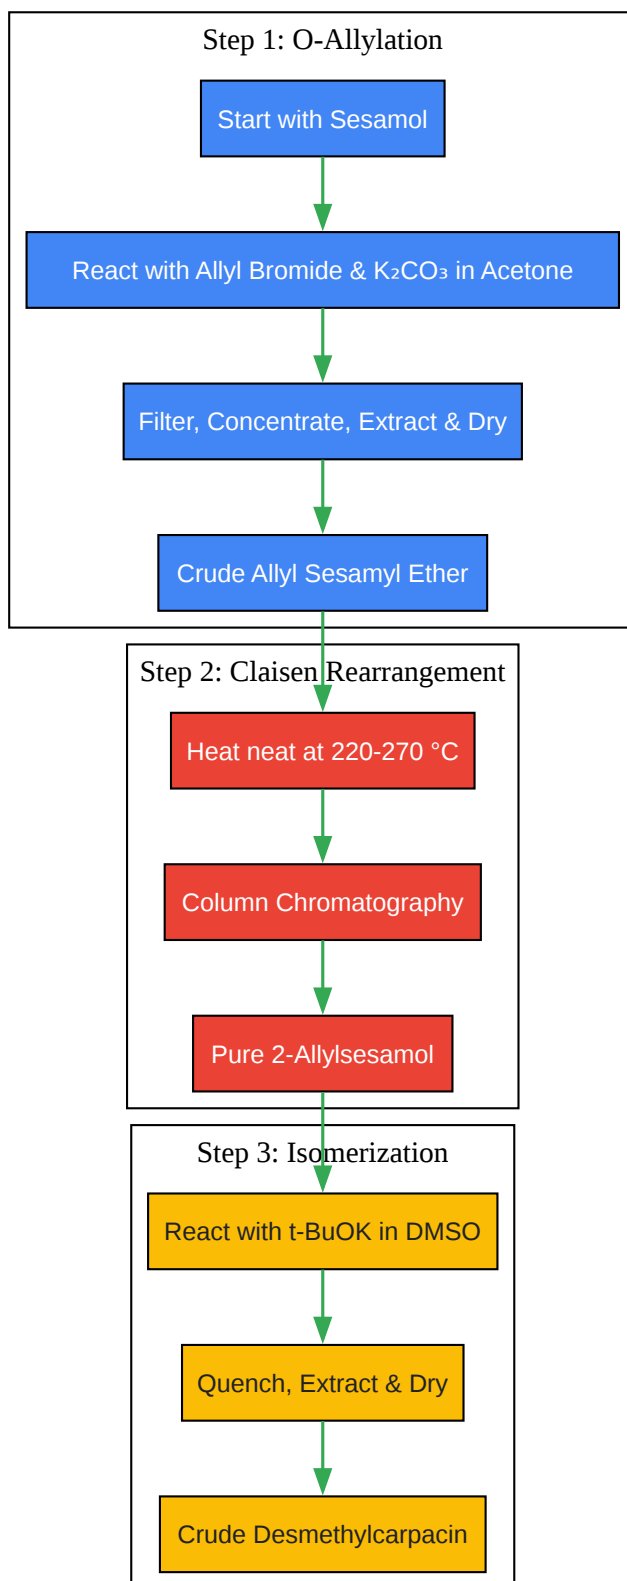 Step 1: O-Allylation
Start with Sesamol
React with Allyl Bromide & K₂CO₃ in Acetone
Filter, Concentrate, Extract & Dry
Crude Allyl Sesamyl Ether
Step 2: Claisen Rearrangement
Heat neat at 220-270 °C
Column Chromatography
Pure 2-Allylsesamol
Step 3: Isomerization
React with t-BuOK in DMSO
Quench, Extract & Dry
Crude Desmethylcarpacin